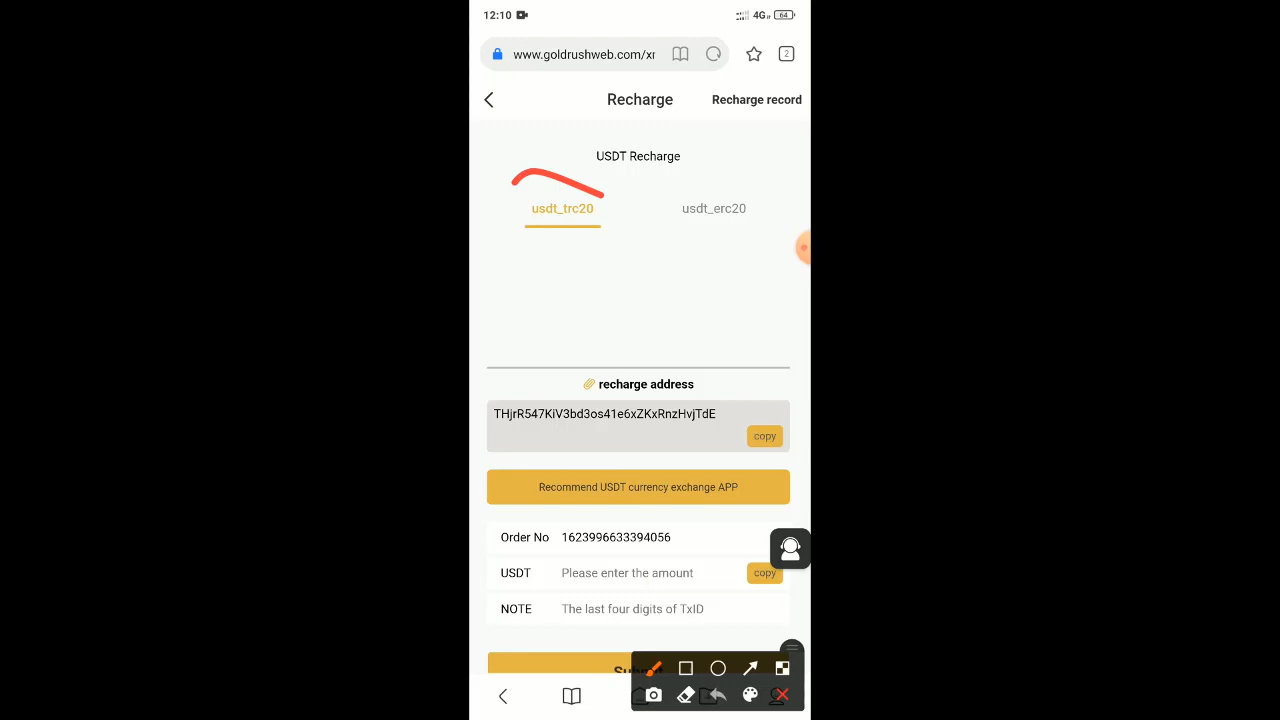 12:10
4G
64
www.goldrushweb.com/xr
2
Recharge
Recharge record
USDT Recharge
usdt_trc20
usdt_erc20
recharge address
THjrR547KiV3bd3os41e6xZKxRnzHvjTdE
copy
Recommend USDT currency exchange APP
Order No 1623996633394056
USDT Please enter the amount copy
NOTE The last four digits of TxID
Submit